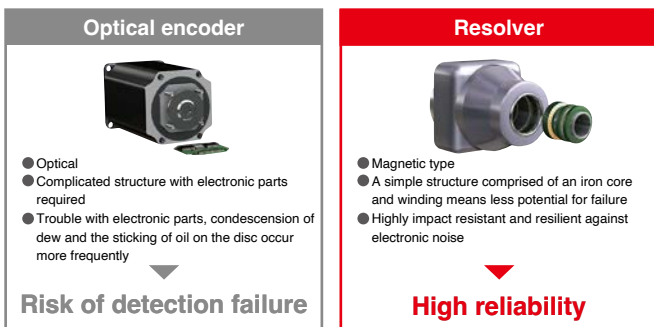 Optical encoder
● Optical
● Complicated structure with electronic parts
required
● Trouble with electronic parts, condescension of
dew and the sticking of oil on the disc occur
more frequently
Risk of detection failure
Resolver
● Magnetic type
● A simple structure comprised of an iron core
and winding means less potential for failure
● Highly impact resistant and resilient against
electronic noise
High reliability